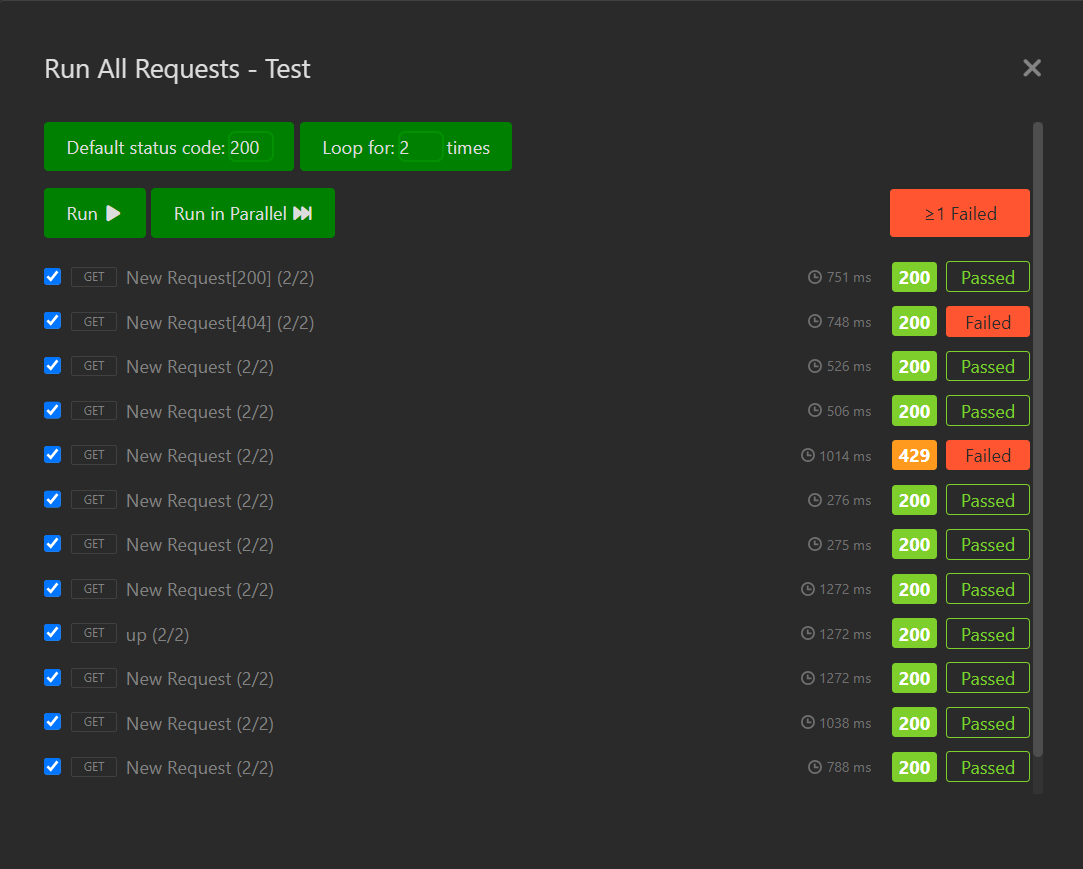 Run All Requests - Test
Default status code: 200 Loop for: 2 times
Run Run in Parallel ≥1 Failed
GET New Request[200] (2/2) 751 ms 200 Passed
GET New Request[404] (2/2) 748 ms 200 Failed
GET New Request (2/2) 526 ms 200 Passed
GET New Request (2/2) 506 ms 200 Passed
GET New Request (2/2) 1014 ms 429 Failed
GET New Request (2/2) 276 ms 200 Passed
GET New Request (2/2) 275 ms 200 Passed
GET New Request (2/2) 1272 ms 200 Passed
GET up (2/2) 1272 ms 200 Passed
GET New Request (2/2) 1272 ms 200 Passed
GET New Request (2/2) 1038 ms 200 Passed
GET New Request (2/2) 788 ms 200 Passed